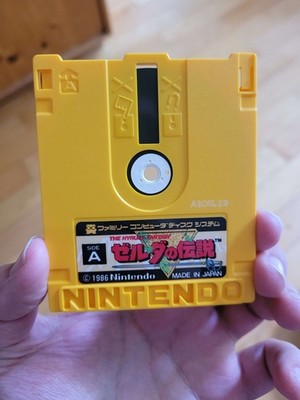 ファミリー コンピュータ ディスク システム
THE HYRULE FANTASY
SIDE A
ゼルダの伝説
TM
©1986 Nintendo
MADE IN JAPAN
NINTENDO